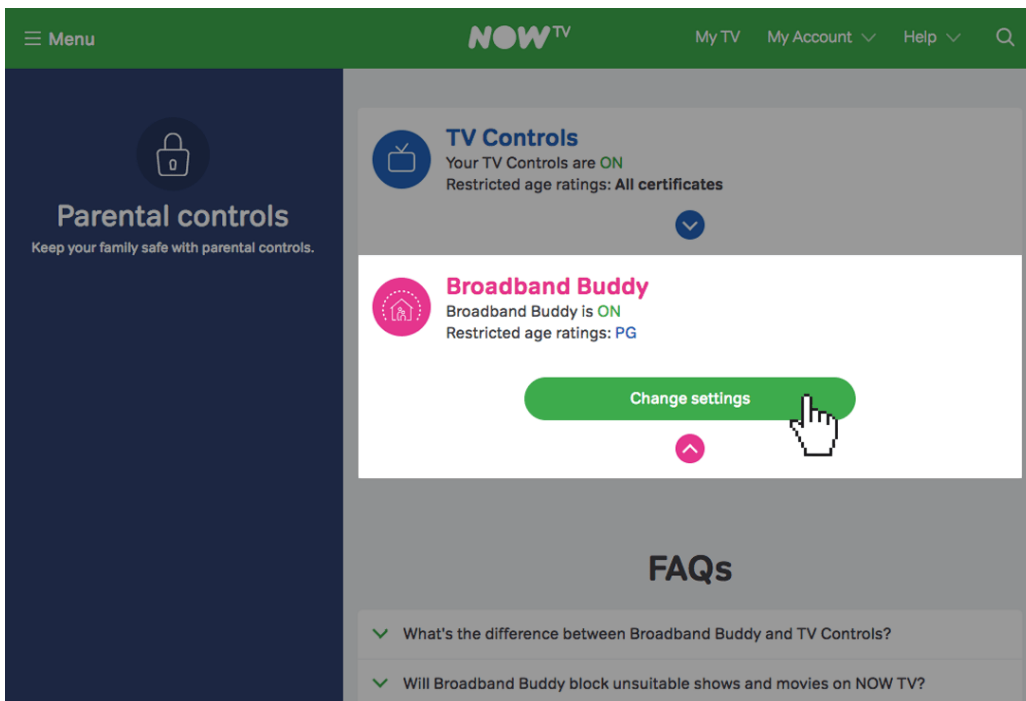 Menu
NOW TV
My TV
My Account
Help
Parental controls
Keep your family safe with parental controls.
TV Controls
Your TV Controls are ON
Restricted age ratings: All certificates
Broadband Buddy
Broadband Buddy is ON
Restricted age ratings: PG
Change settings
FAQs
What's the difference between Broadband Buddy and TV Controls?
Will Broadband Buddy block unsuitable shows and movies on NOW TV?